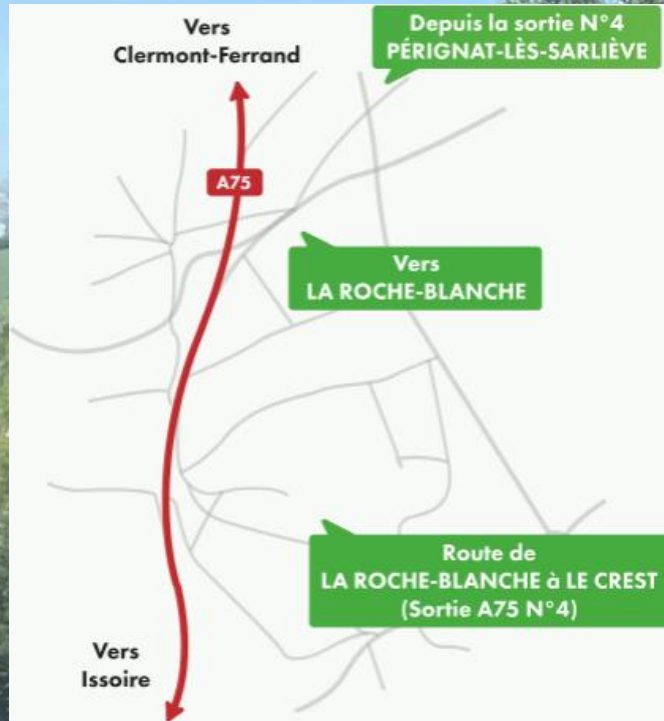 Vers
Clermont-Ferrand
Depuis la sortie N°4
PÉRIGNAT-LÈS-SARLIÈVE
A75
Vers
LA ROCHE-BLANCHE
Route de
LA ROCHE-BLANCHE à LE CREST
(Sortie A75 N°4)
Vers
Issoire